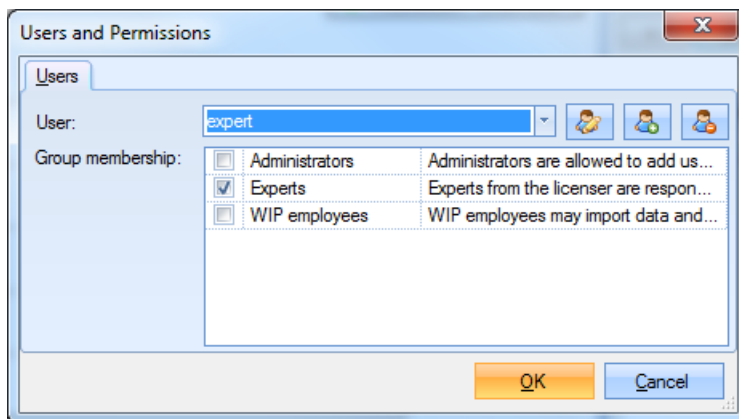 Users and Permissions
Users
User: expert
Group membership: Administrators Administrators are allowed to add us...
Experts Experts from the licenser are respon...
WIP employees WIP employees may import data and...
OK Cancel